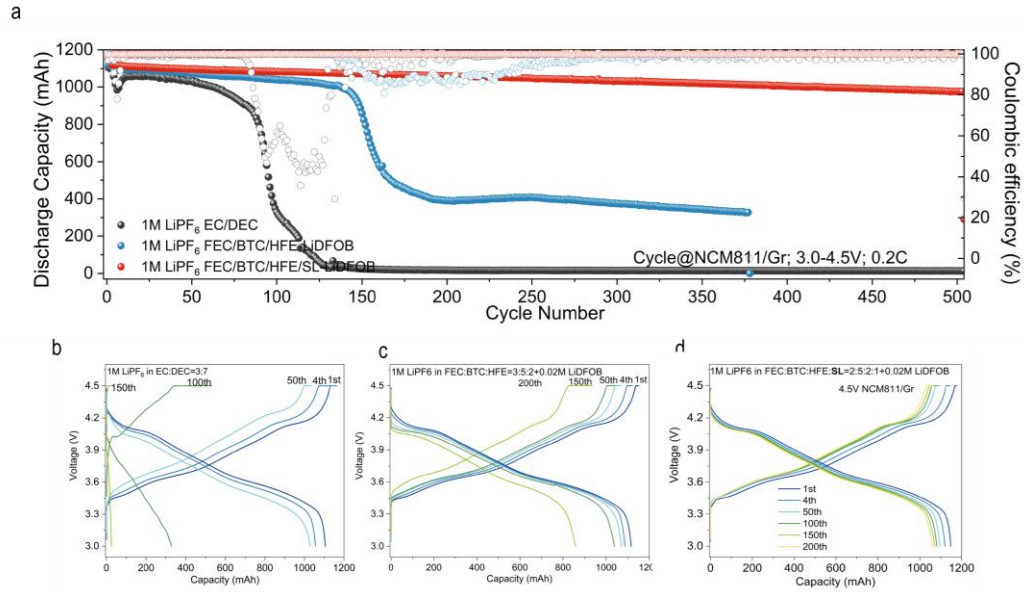 a
Discharge Capacity (mAh)
1200
1000
800
600
400
200
0
1M LiPF6 EC/DEC
1M LiPF6 FEC/BTC/HFE LiDFOB
1M LiPF6 FEC/BTC/HFE/SL LiDFOB
Cycle@NCM811/Gr; 3.0-4.5V; 0.2C
100
80
60
40
20
0
Coulombic efficiency (%)
0 50 100 150 200 250 300 350 400 450 500
Cycle Number
b
1M LiPF6 in EC:DEC=3:7
150th 100th 50th 4th 1st
Voltage (V)
4.5
4.2
3.9
3.6
3.3
3.0
0 200 400 600 800 1000 1200
Capacity (mAh)
c
1M LiPF6 in FEC:BTC:HFE=3:5:2+0.02M LiDFOB
200th 150th 100th 50th 4th 1st
Voltage (V)
4.5
4.2
3.9
3.6
3.3
3.0
0 200 400 600 800 1000
Capacity (mAh)
d
1M LiPF6 in FEC:BTC:HFE:SL=2:5:2:1+0.02M LiDFOB
4.5V NCM811/Gr
1st
4th
50th
100th
150th
200th
Voltage (V)
4.5
4.2
3.9
3.6
3.3
3.0
0 200 400 600 800 1000 1200
Capacity (mAh)